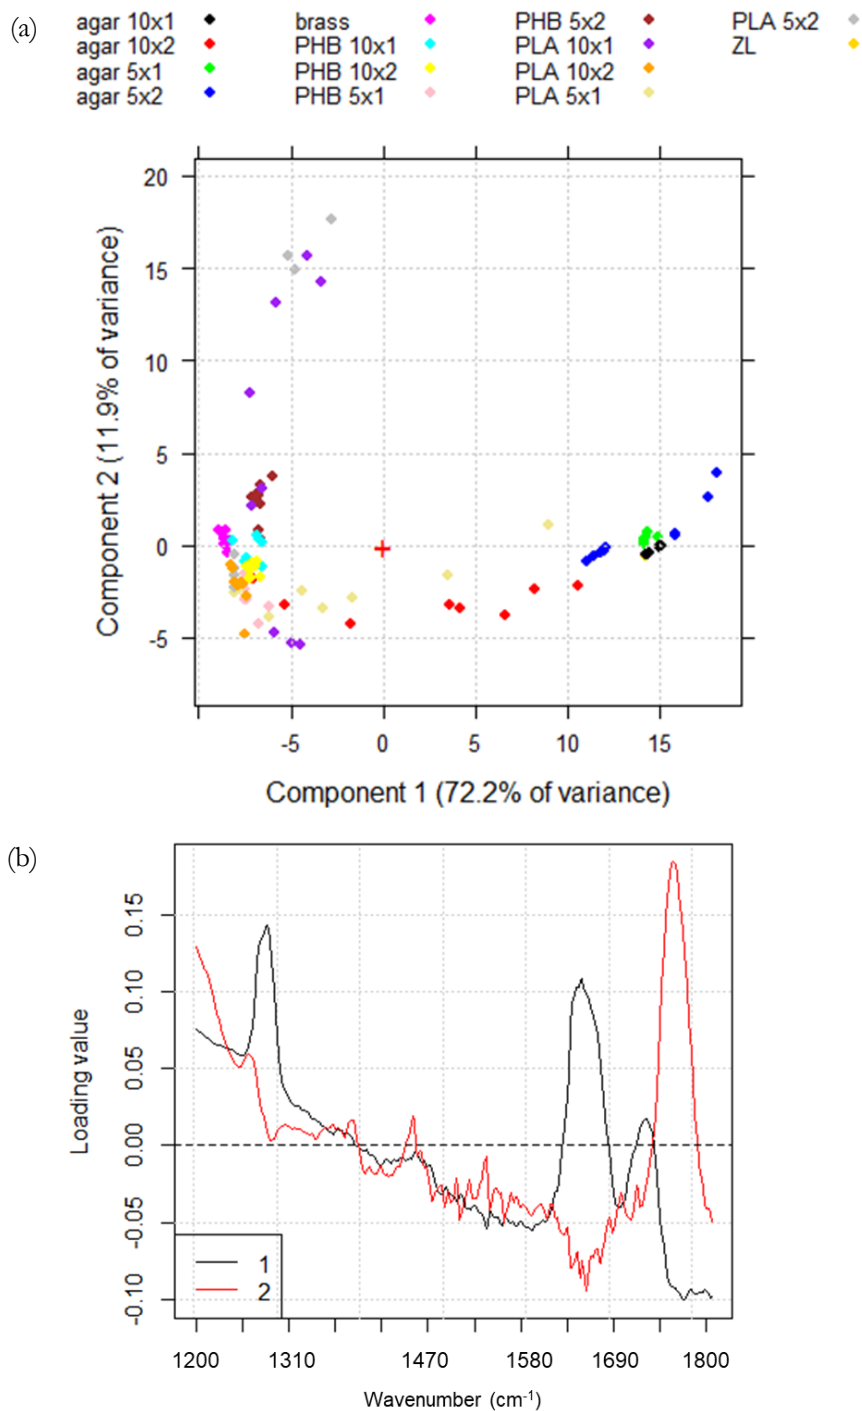 (a)
agar 10x1 brass PHB 5x2 PLA 5x2
agar 10x2 PHB 10x1 PLA 10x1 ZL
agar 5x1 PHB 10x2 PLA 10x2
agar 5x2 PHB 5x1 PLA 5x1
20
15
10
5
0
-5
Component 2 (11.9% of variance)
-5 0 5 10 15
Component 1 (72.2% of variance)
(b)
0.15
0.10
0.05
0.00
-0.05
-0.10
Loading value
1
2
1200 1310 1470 1580 1690 1800
Wavenumber (cm-1)